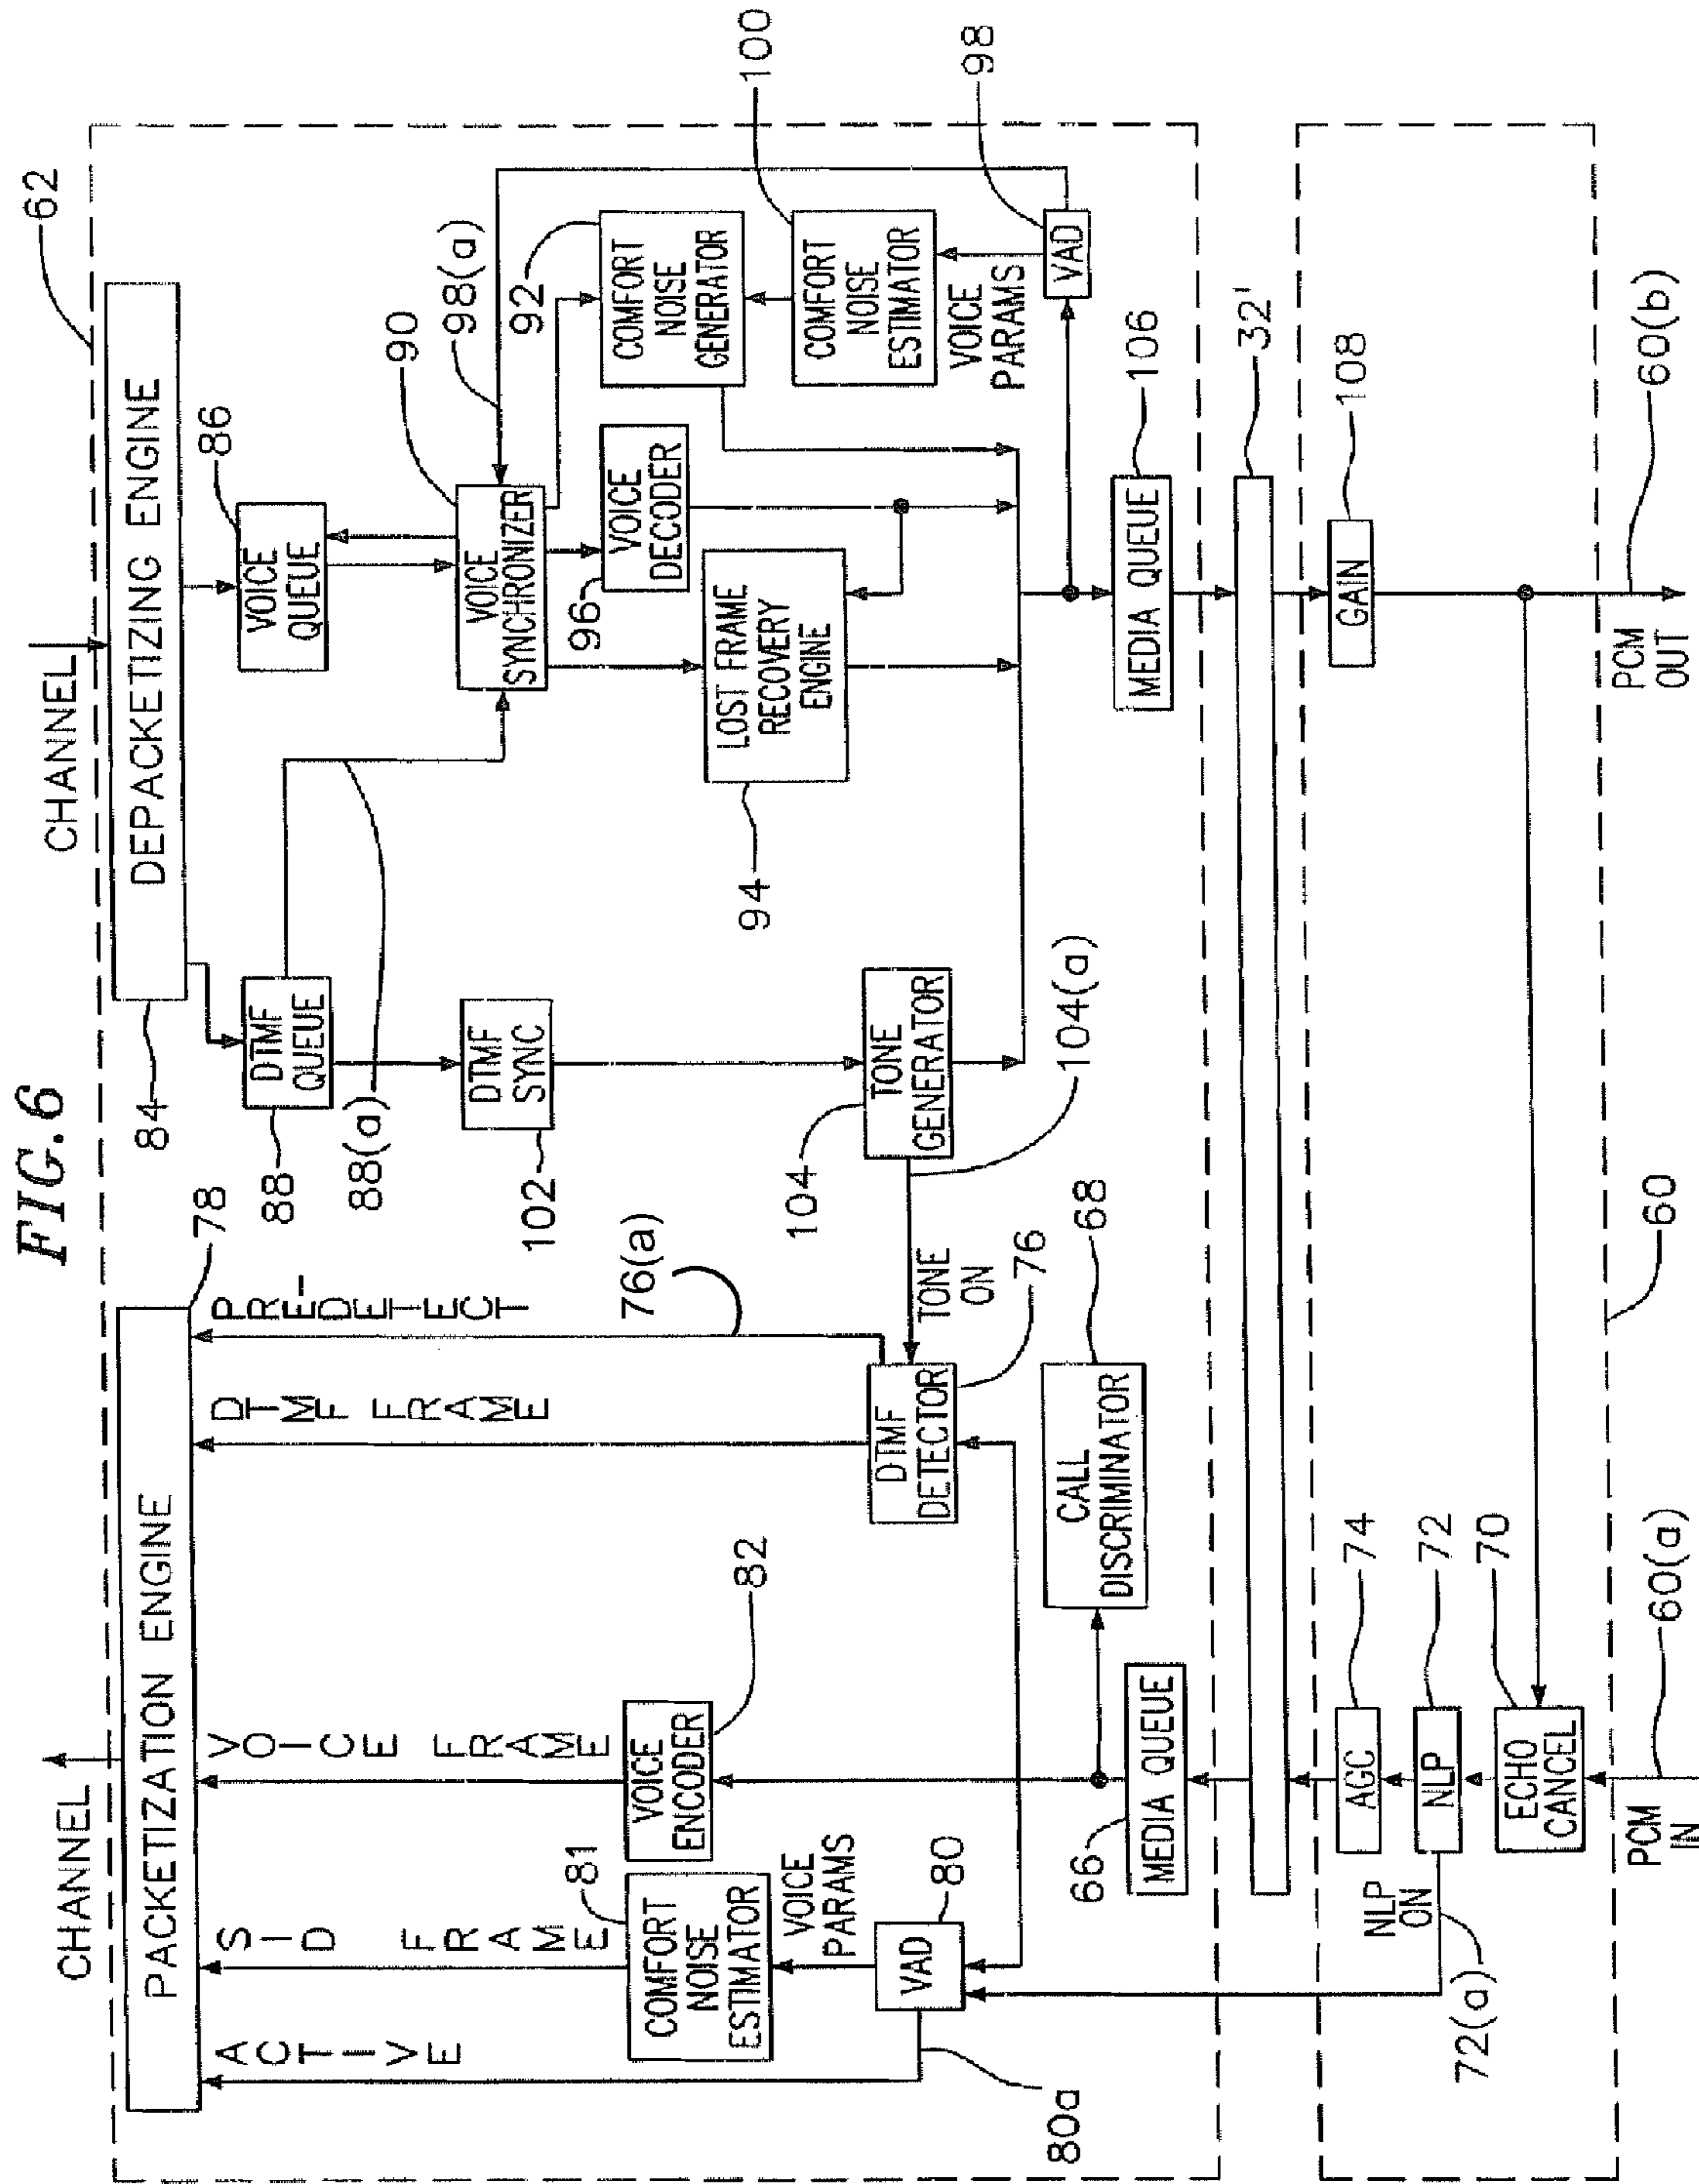 FIG.6
CHANNEL
CHANNEL
62
PACKETIZATION ENGINE
78
84
DEPACKETIZING ENGINE
ACTIVE
SID FRAME
VOICE FRAME
DTMF FRAME
PRE-
DETECT
88
DTMF
QUEUE
88(a)
VOICE
QUEUE
86
76(a)
102
DTMF
SYNC
VOICE
SYNCHRONIZER
90
98(a)
81
COMFORT
NOISE
ESTIMATOR
VOICE
ENCODER
82
96
VOICE
DECODER
COMFORT
NOISE
GENERATOR
92
94
LOST FRAME
RECOVERY
ENGINE
VOICE
PARAMS
COMFORT
NOISE
ESTIMATOR
100
80a
VAD
80
DTMF
DETECTOR
76
TONE
ON
104
TONE
GENERATOR
104(a)
VOICE
PARAMS
VAD
98
CALL
DISCRIMINATOR
68
66
MEDIA QUEUE
MEDIA QUEUE
106
32'
72(a)
NLP
ON
AGC
74
NLP
72
ECHO
CANCEL
70
GAIN
108
PCM
IN
60(a)
60
PCM
OUT
60(b)